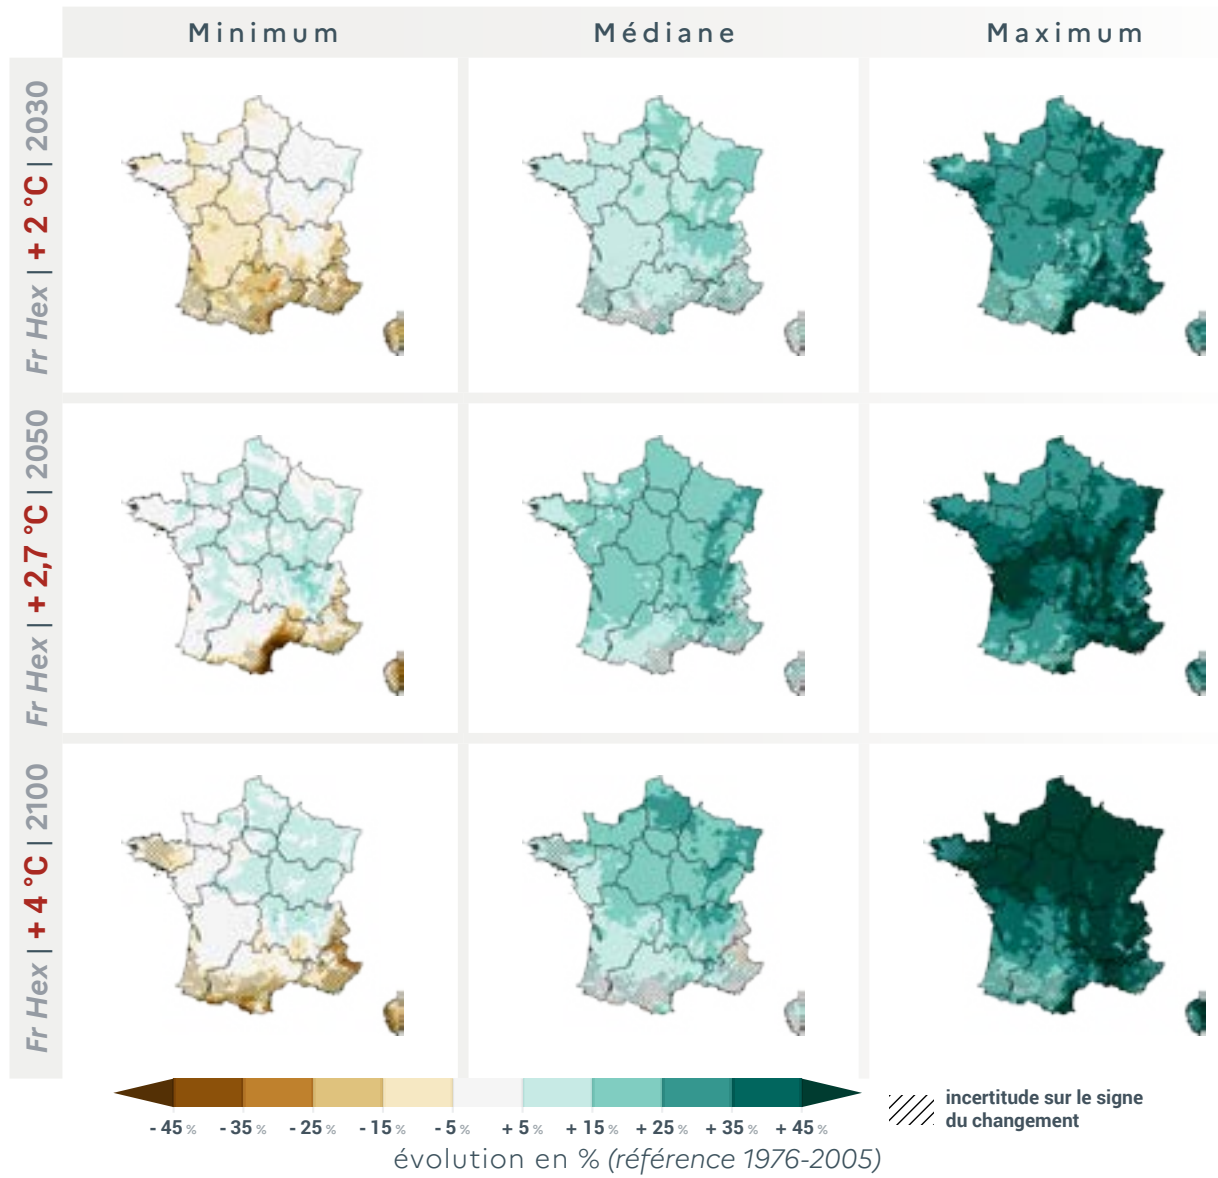 Minimum
Médiane
Maximum
Fr Hex | + 2 °C | 2030
Fr Hex | + 2,7 °C | 2050
Fr Hex | + 4 °C | 2100
- 45 % - 35 % - 25 % - 15 % - 5 % + 5 % + 15 % + 25 % + 35 % + 45 %
évolution en % (référence 1976-2005)
incertitude sur le signe
du changement